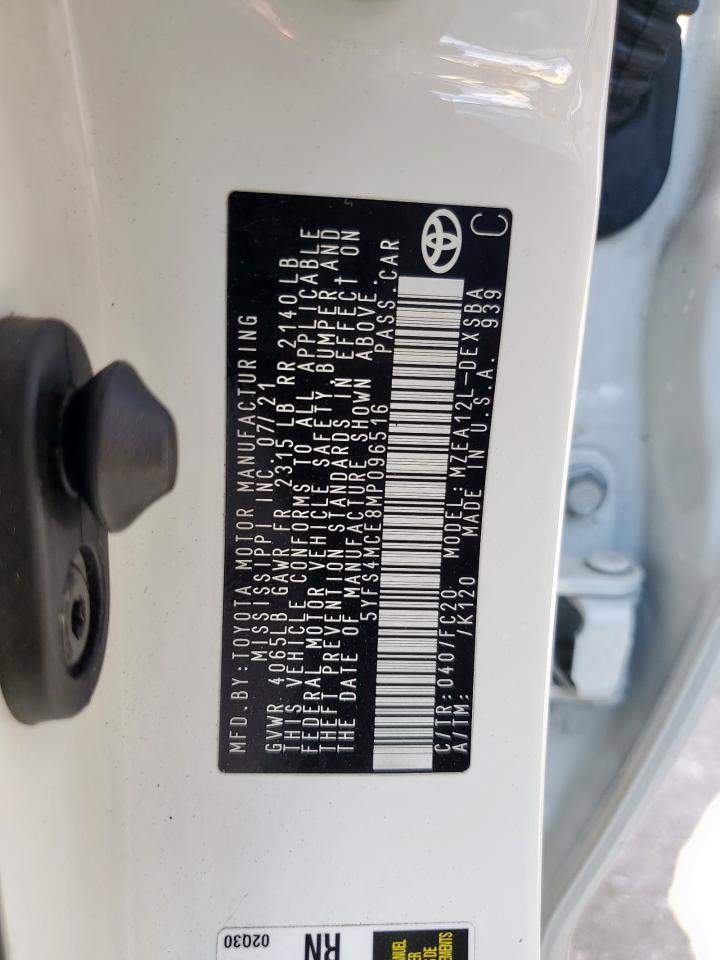 MFD.BY:TOYOTA MOTOR MANUFACTURING
MISSISSIPPI INC. 07/21
GVWR 4065LB GAWR FR 2315 LB RR 2140 LB
THIS VEHICLE CONFORMS TO ALL APPLICABLE
FEDERAL MOTOR VEHICLE SAFETY, BUMPER, AND
THEFT PREVENTION STANDARDS IN EFFECT ON
THE DATE OF MANUFACTURE SHOWN ABOVE.
5YFS4MCE8MP096516 PASS.CAR
C/TR:040/FC20 MODEL:MZEA12L-DEXSBA
A/TM: /K120 MADE IN U.S.A. 939
C
02Q30
RN